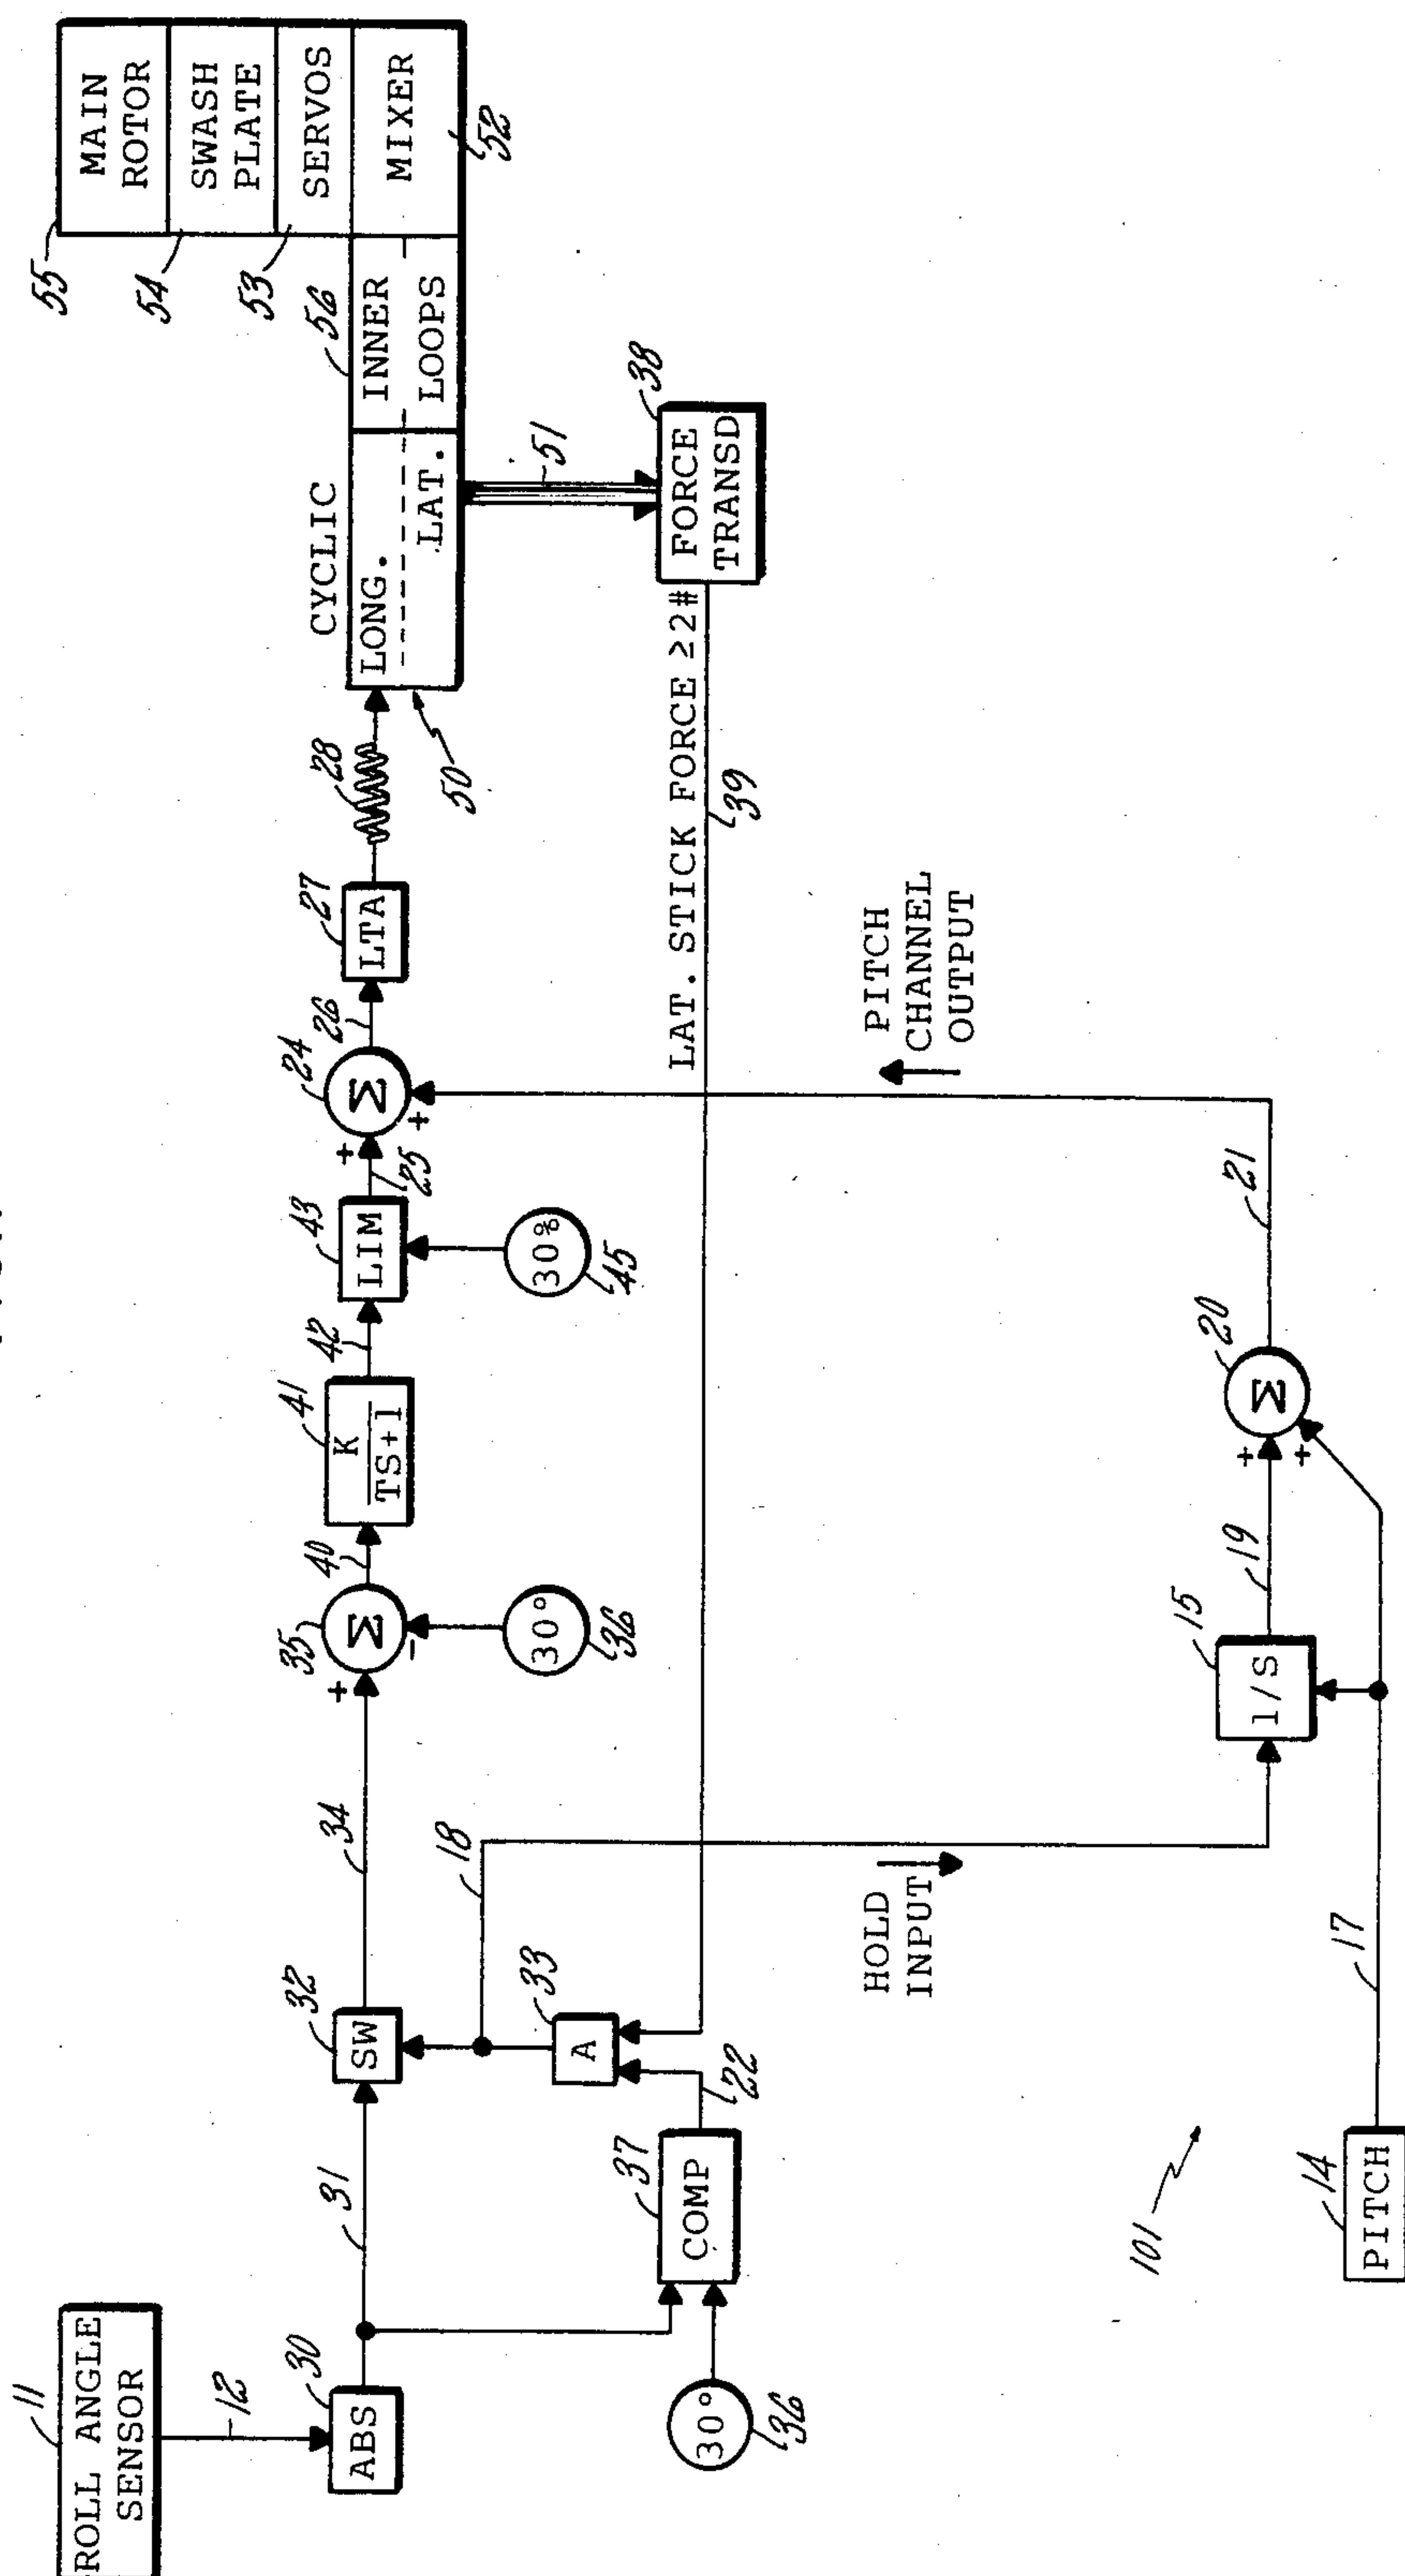 11
ROLL ANGLE
SENSOR
12
30
ABS
31
32
SW
34
35
Σ
+
-
30°
36
40
41
K
TS+1
42
43
LIM
30%
45
25
+
+
24
Σ
26
27
LTA
28
CYCLIC
LONG.
LAT.
50
56
INNER
LOOPS
55
MAIN
ROTOR
54
SWASH
PLATE
53
SERVOS
MIXER
52
51
38
FORCE
TRANSD
LAT. STICK FORCE ≥2#
39
30°
36
37
COMP
22
33
A
18
HOLD
INPUT
PITCH
CHANNEL
OUTPUT
101
14
PITCH
17
15
1/S
19
+
+
20
Σ
21